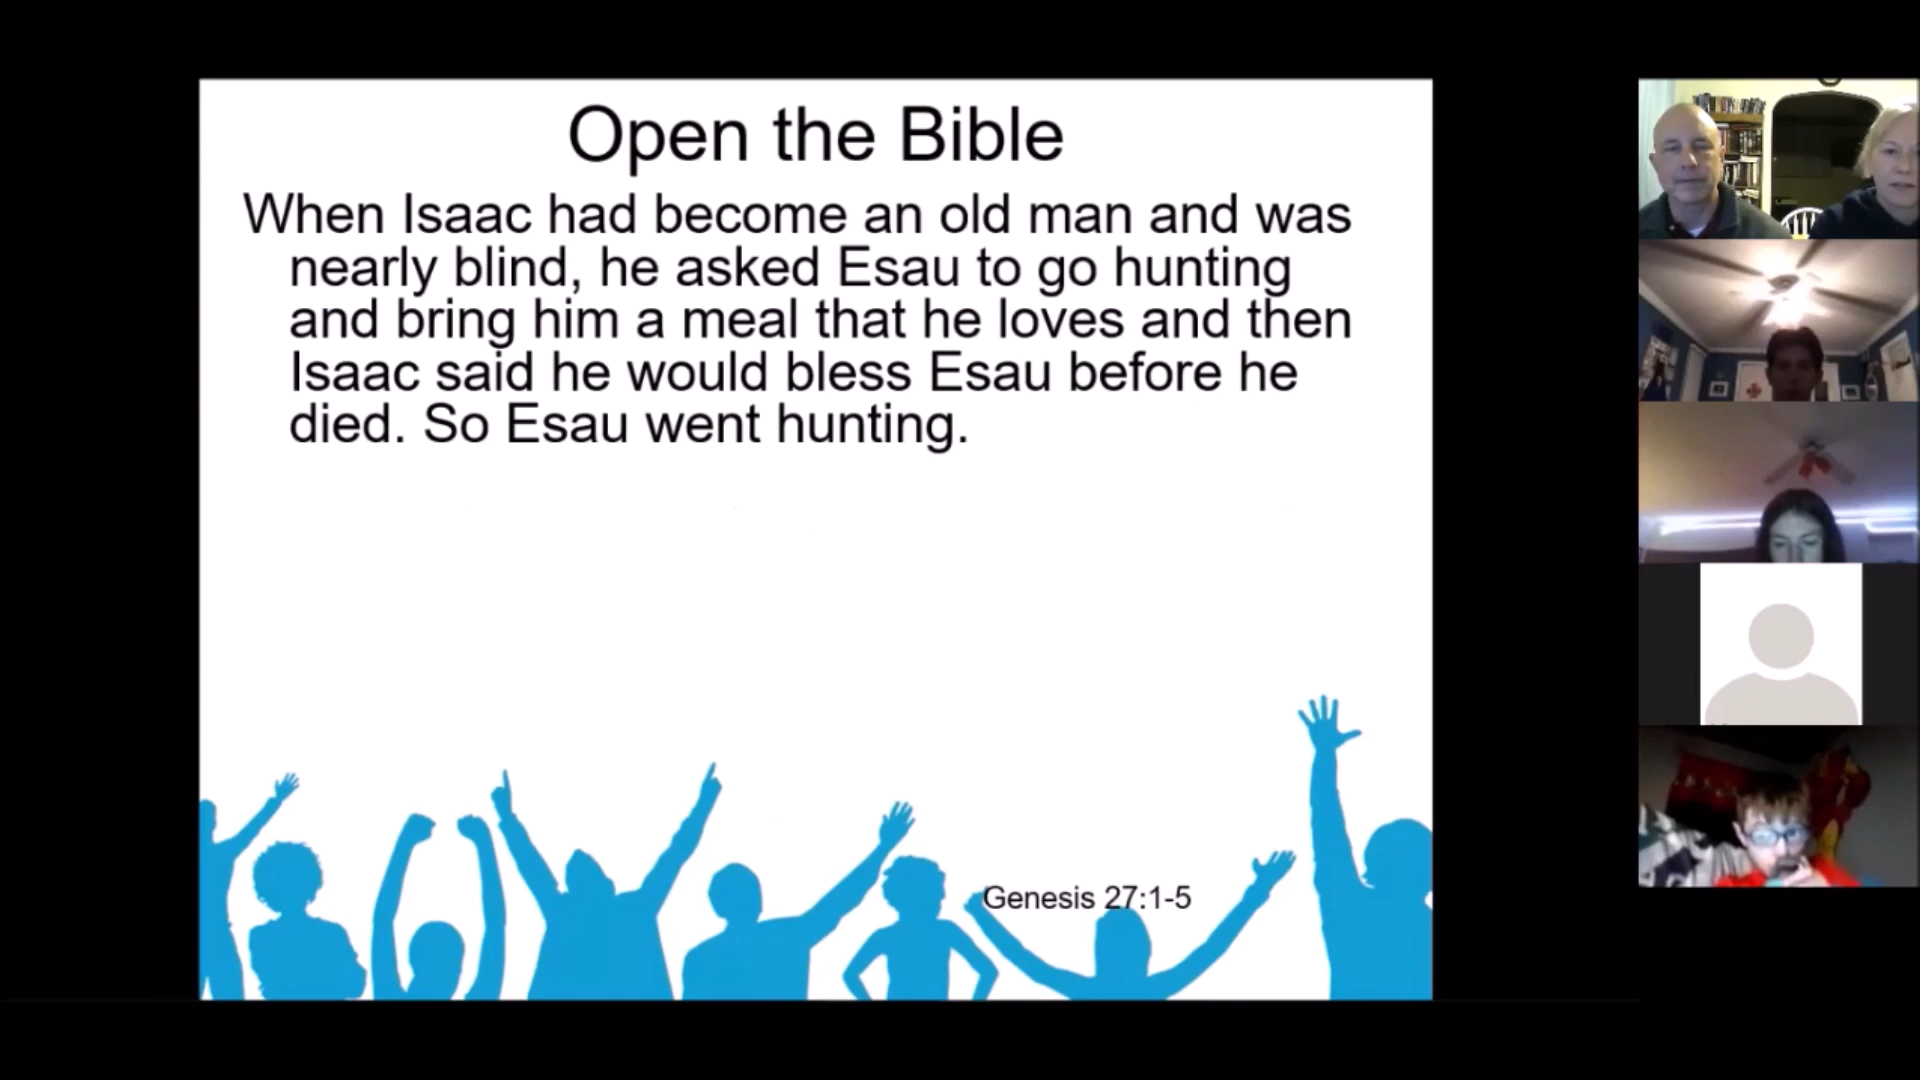 Open the Bible
When Isaac had become an old man and was
nearly blind, he asked Esau to go hunting
and bring him a meal that he loves and then
Isaac said he would bless Esau before he
died. So Esau went hunting.
Genesis 27:1-5